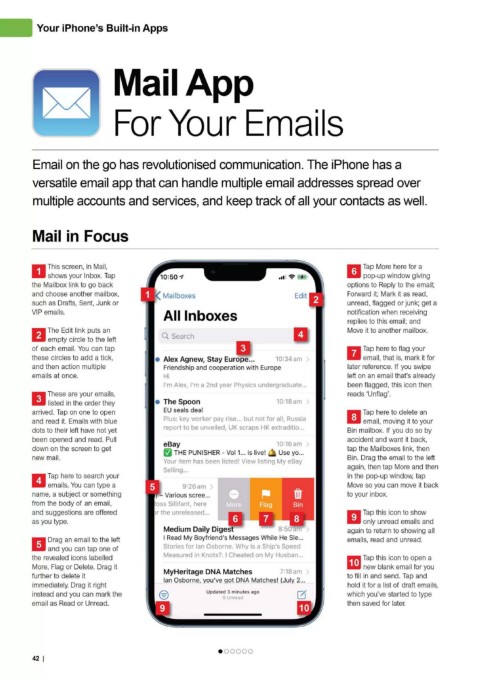 Your iPhone's Built-in Apps
Mail App
For Your Emails
Email on the go has revolutionised communication. The iPhone has a
versatile email app that can handle multiple email addresses spread over
multiple accounts and services, and keep track of all your contacts as well.
Mail in Focus
1 This screen, in Mail,
shows your Inbox. Tap
the Mailbox link to go back
and choose another mailbox,
such as Drafts, Sent, Junk or
VIP emails.
2 The Edit link puts an
empty circle to the left
of each email. You can tap
these circles to add a tick,
and then action multiple
emails at once.
3 These are your emails,
listed in the order they
arrived. Tap on one to open
and read it. Emails with blue
dots to their left have not yet
been opened and read. Pull
down on the screen to get
new mail.
4 Tap here to search your
emails. You can type a
name, a subject or something
from the body of an email,
and suggestions are offered
as you type.
5 Drag an email to the left
and you can tap one of
the revealed icons labelled
More, Flag or Delete. Drag it
further to delete it
immediately. Drag it right
instead and you can mark the
email as Read or Unread.
10:50
1 Mailboxes
Edit 2
All Inboxes
Search 4
3
Alex Agnew, Stay Europe... 10:34am
Friendship and cooperation with Europe
Hi
I'm Alex, I'm a 2nd year Physics undergraduate...
The Spoon 10:18am
EU seals deal
Plus: key worker pay rise... but not for all, Russia
report to be unveiled, UK scraps HK extraditio...
eBay 10:16am
✅ THE PUNISHER - Vol 1... is live! 🛎 Use yo...
Your item has been listed! View listing My eBay
Selling...
5 9:26am
– Various scree...
loss Sillifant, here
or the unreleased...
More Flag Bin
6 7 8
Medium Daily Digest 8:50am
I Read My Boyfriend's Messages While He Sle...
Stories for Ian Osborne. Why is a Ship's Speed
Measured in Knots?: I Cheated on My Husban...
MyHeritage DNA Matches 7:18am
Ian Osborne, you've got DNA Matches! (July 2...
Updated 3 minutes ago
9 Unread
9 10
6 Tap More here for a
pop-up window giving
options to Reply to the email;
Forward it; Mark it as read,
unread, flagged or junk; get a
notification when receiving
replies to this email; and
Move it to another mailbox.
7 Tap here to flag your
email, that is, mark it for
later reference. If you swipe
left on an email that's already
been flagged, this icon then
reads 'Unflag'.
8 Tap here to delete an
email, moving it to your
Bin mailbox. If you do so by
accident and want it back,
tap the Mailboxes link, then
Bin. Drag the email to the left
again, then tap More and then
in the pop-up window, tap
Move so you can move it back
to your inbox.
9 Tap this icon to show
only unread emails and
again to return to showing all
emails, read and unread.
10 Tap this icon to open a
new blank email for you
to fill in and send. Tap and
hold it for a list of draft emails,
which you've started to type
then saved for later.
42 |